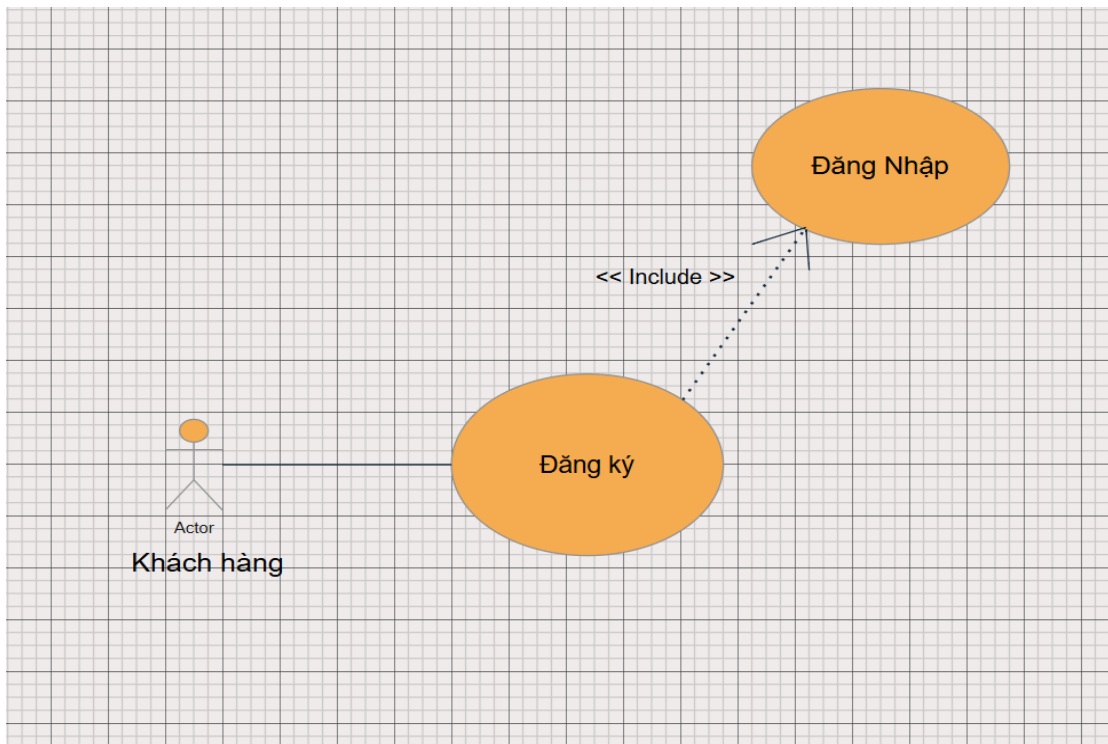 Đăng Nhập
<< Include >>
Đăng ký
Actor
Khách hàng